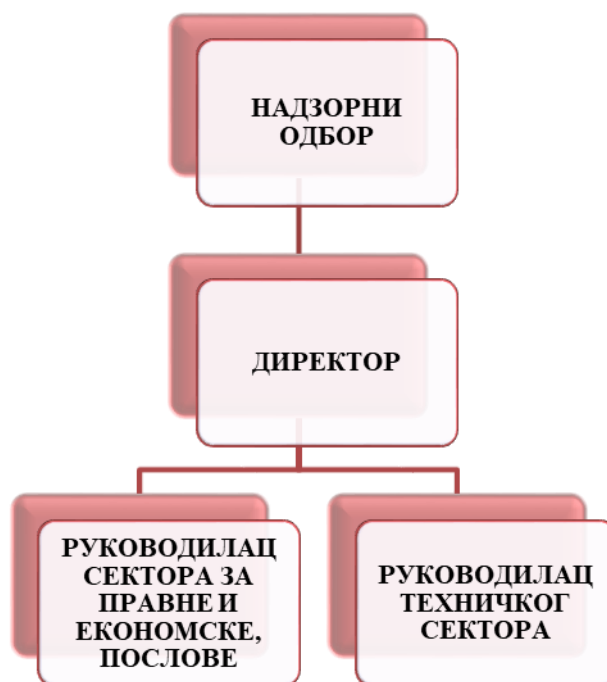 НАДЗОРНИ
ОДБОР
ДИРЕКТОР
РУКОВОДИЛАЦ
СЕКТОРА ЗА
ПРАВНЕ И
ЕКОНОМСКЕ,
ПОСЛОВЕ
РУКОВОДИЛАЦ
ТЕХНИЧКОГ
СЕКТОРА